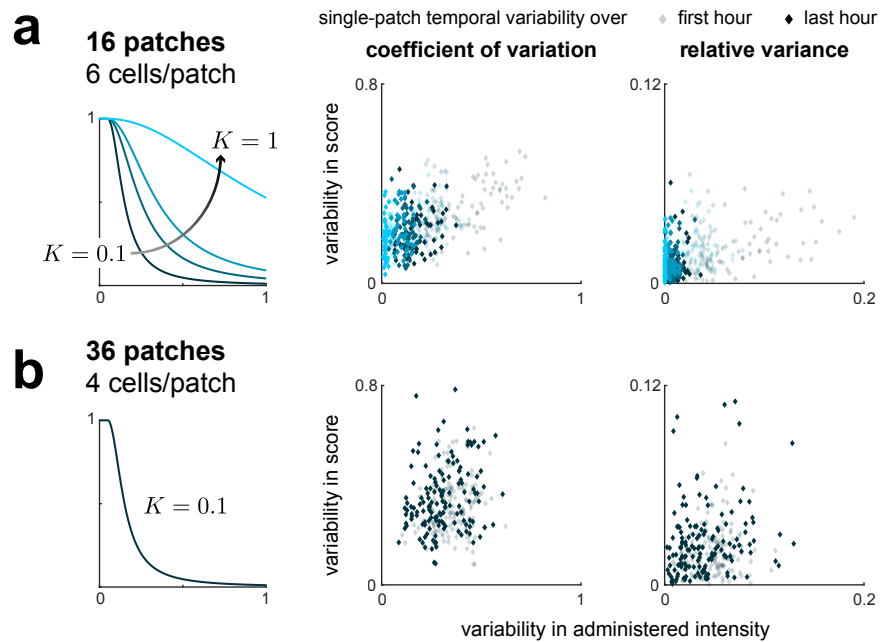 a
single-patch temporal variability over ♦ first hour ♦ last hour
16 patches
6 cells/patch
coefficient of variation
relative variance
1
K = 1
K = 0.1
0
1
variability in score
0.8
0
0
1
0.12
0
0
0.2
b
36 patches
4 cells/patch
1
K = 0.1
0
1
variability in score
0.8
0
0
1
0.12
0
0
0.2
variability in administered intensity